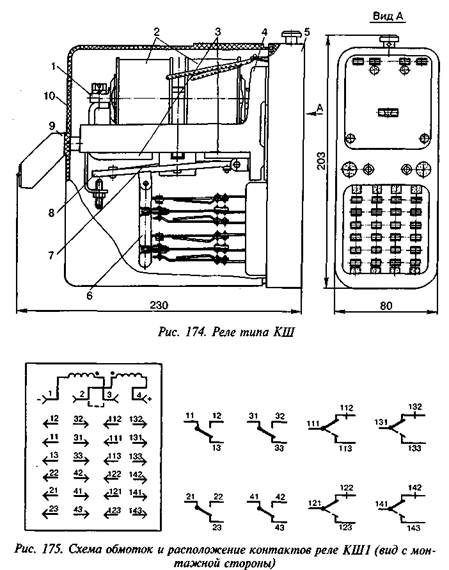 Вид А
1
2
3
4
5
10
9
А
203
8
7
6
230
80
Рис. 174. Реле типа КШ
- 1 2 3 4 +
12 32 112 132
11 31 111 131
13 33 113 133
22 42 122 142
21 41 121 141
23 43 123 143
11 12
13
31 32
33
112
111
113
132
131
133
21 22
23
41 42
43
122
121
123
142
141
143
Рис. 175. Схема обмоток и расположение контактов реле КШ1 (вид с мон-
тажной стороны)